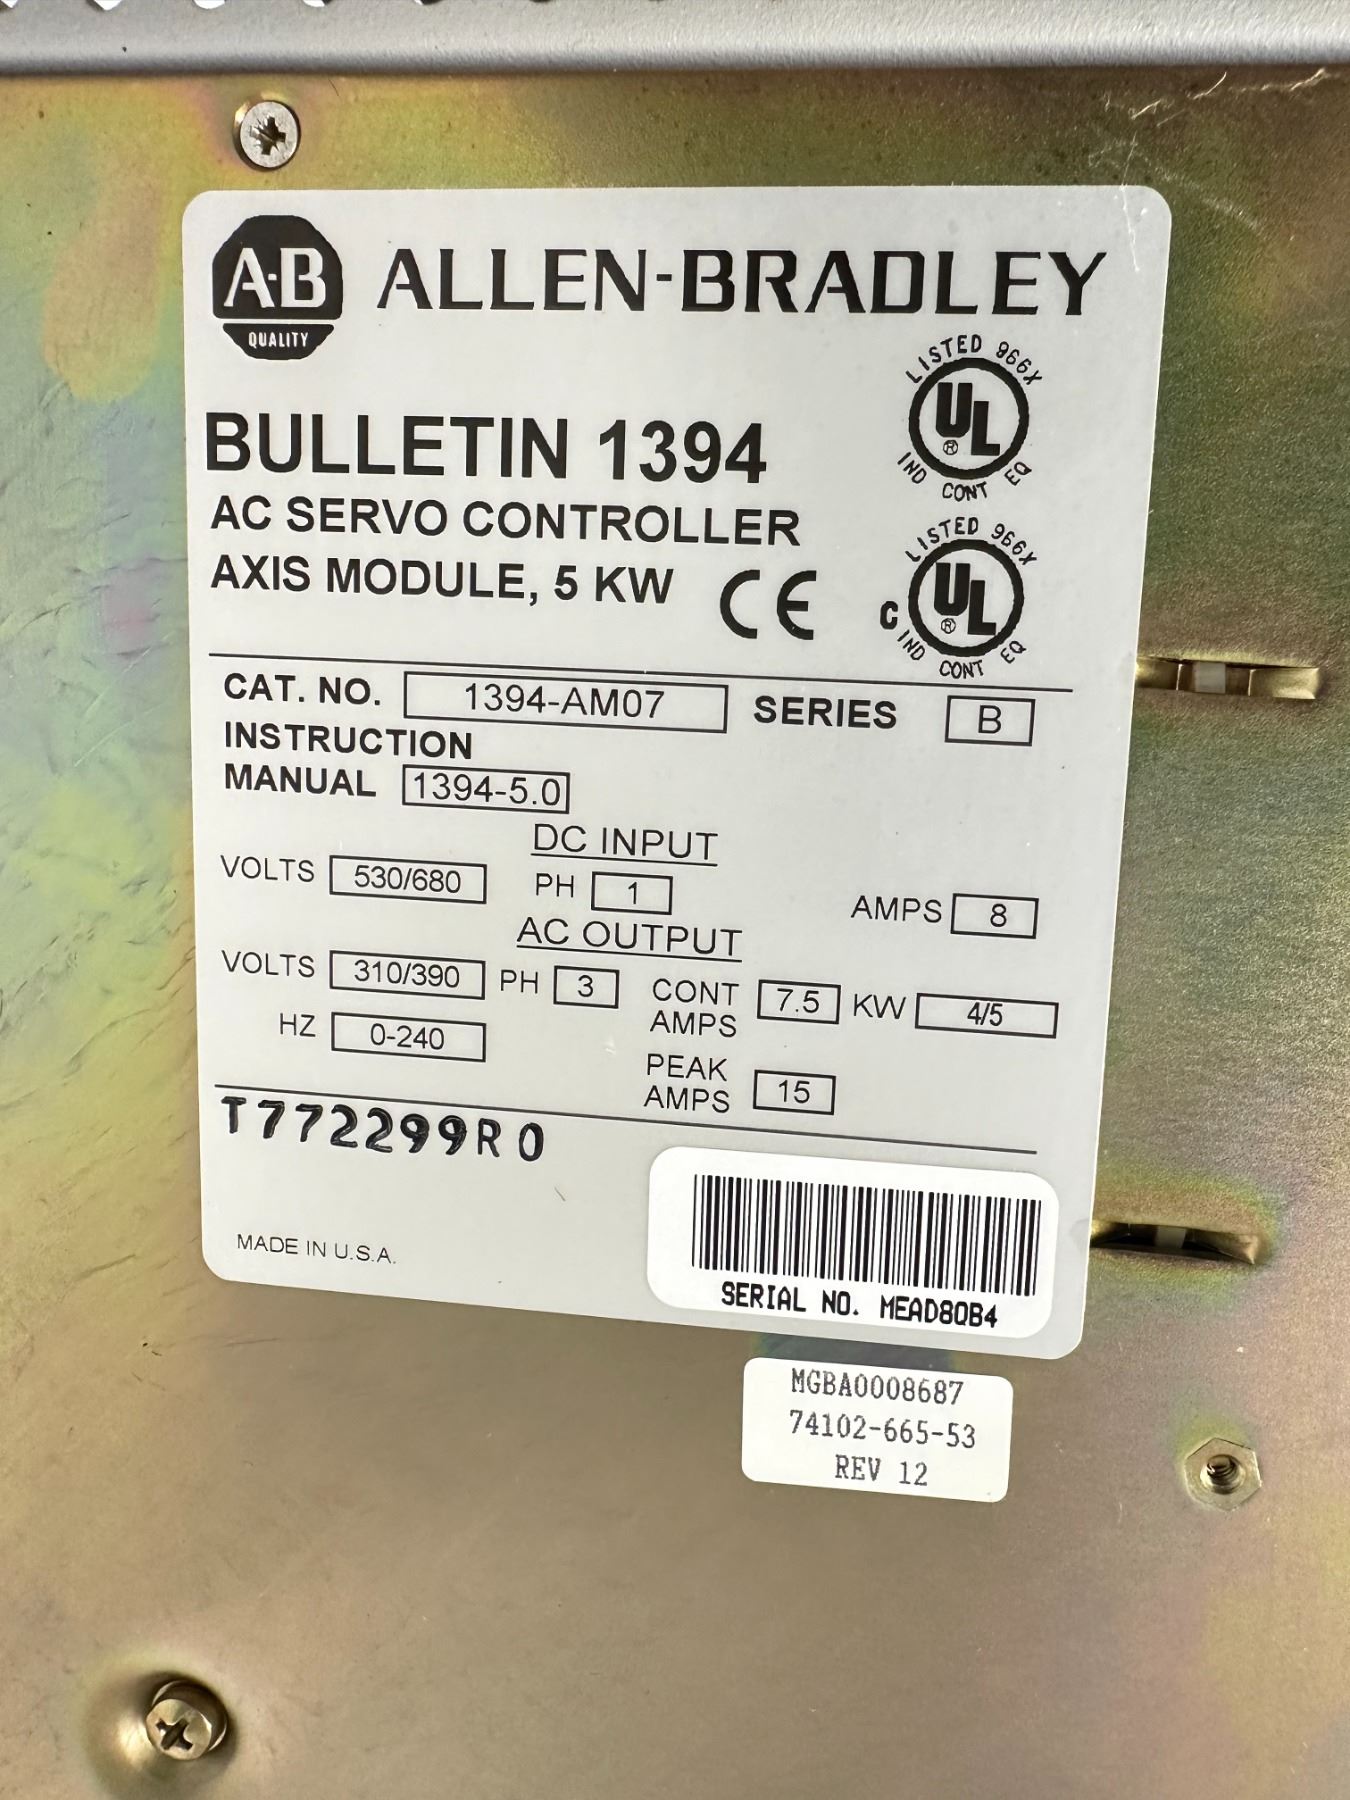 A-B ALLEN-BRADLEY
QUALITY
LISTED 966X
UL
®
IND CONT EQ
BULLETIN 1394
AC SERVO CONTROLLER
AXIS MODULE, 5 KW CE
LISTED 966X
C UL
®
IND CONT EQ
CAT. NO. 1394-AM07 SERIES B
INSTRUCTION
MANUAL 1394-5.0
DC INPUT
VOLTS 530/680 PH 1 AMPS 8
AC OUTPUT
VOLTS 310/390 PH 3 CONT AMPS 7.5 KW 4/5
HZ 0-240
PEAK AMPS 15
T772299R0
MADE IN U.S.A.
SERIAL NO. MEAD8QB4
MGBA0008687
74102-665-53
REV 12